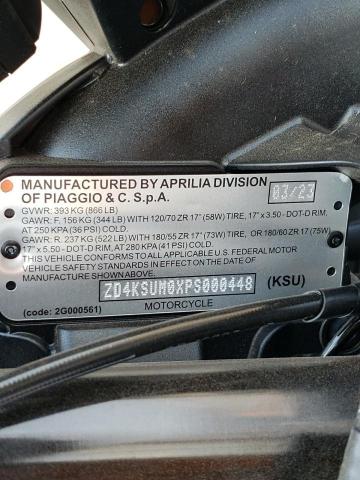 MANUFACTURED BY APRILIA DIVISION 03/23
OF PIAGGIO & C. S.p.A.
GVWR: 393 KG (866 LB)
GAWR: F. 156 KG (344 LB) WITH 120/70 ZR 17" (58W) TIRE, 17" x 3.50 - DOT-D RIM,
AT 250 KPA (36 PSI) COLD.
GAWR: R. 237 KG (522 LB) WITH 180/55 ZR 17" (73W) TIRE, OR 180/60 ZR 17 (75W)
17" x 5.50 - DOT-D RIM, AT 280 KPA (41 PSI) COLD.
THIS VEHICLE CONFORMS TO ALL APPLICABLE U.S. FEDERAL MOTOR
VEHICLE SAFETY STANDARDS IN EFFECT ON THE DATE OF
MANUFACTURE SHOWN ABOVE.
ZD4KSUM0XPS000448 (KSU)
(code: 2G000561) MOTORCYCLE